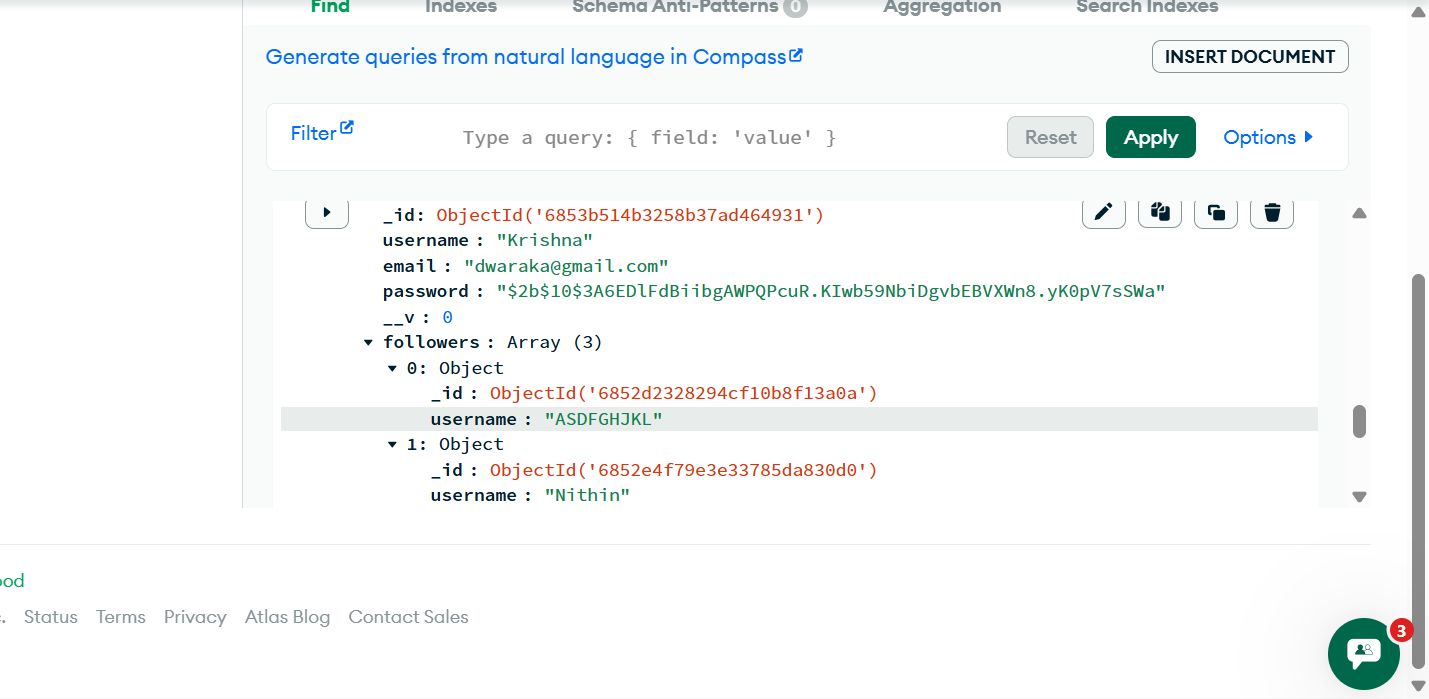 Find Indexes Schema Anti-Patterns 0 Aggregation Search Indexes
Generate queries from natural language in Compass INSERT DOCUMENT
Filter Type a query: { field: 'value' } Reset Apply Options
_id: ObjectId('6853b514b3258b37ad464931')
username : "Krishna"
email : "dwaraka@gmail.com"
password : "$2b$10$3A6EDlFdBiibgAWPQPcuR.KIwb59NbiDgvbEBVXWn8.yK0pV7sSWa"
__v : 0
followers : Array (3)
0: Object
_id : ObjectId('6852d2328294cf10b8f13a0a')
username : "ASDFGHJKL"
1: Object
_id : ObjectId('6852e4f79e3e33785da830d0')
username : "Nithin"
ood
Status Terms Privacy Atlas Blog Contact Sales
3